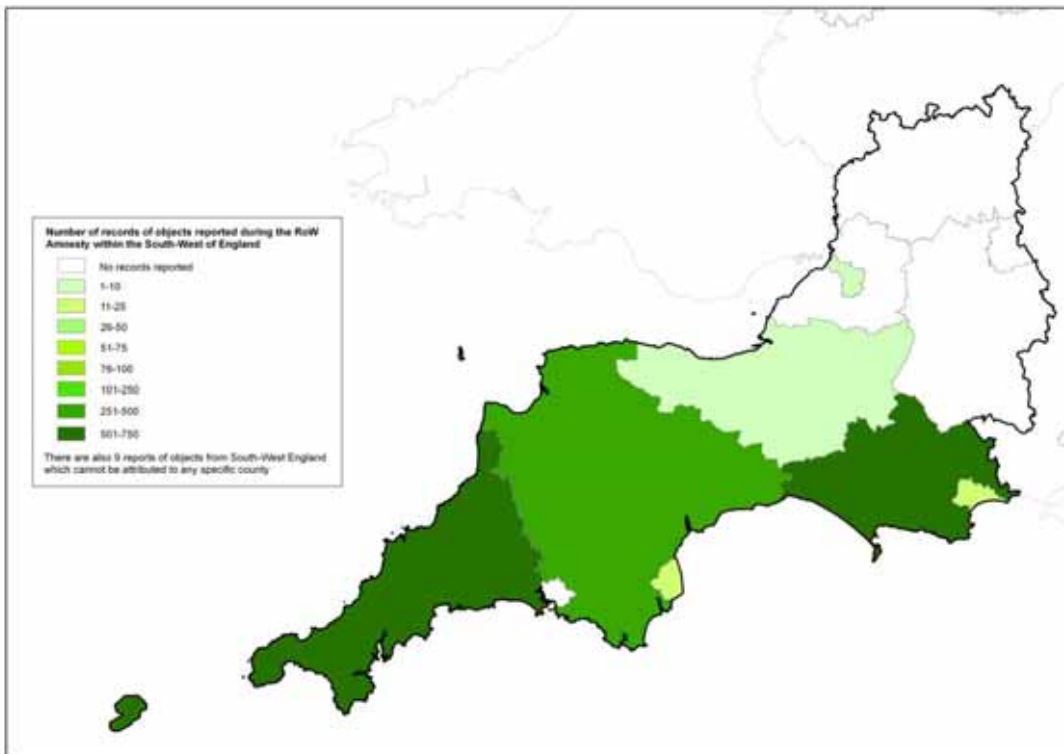 Number of records of objects reported during the RoW
Amnesty within the South-West of England
No records reported
1-10
11-25
26-50
51-75
76-100
101-250
251-500
501-750
There are also 9 reports of objects from South-West England
which cannot be attributed to any specific county